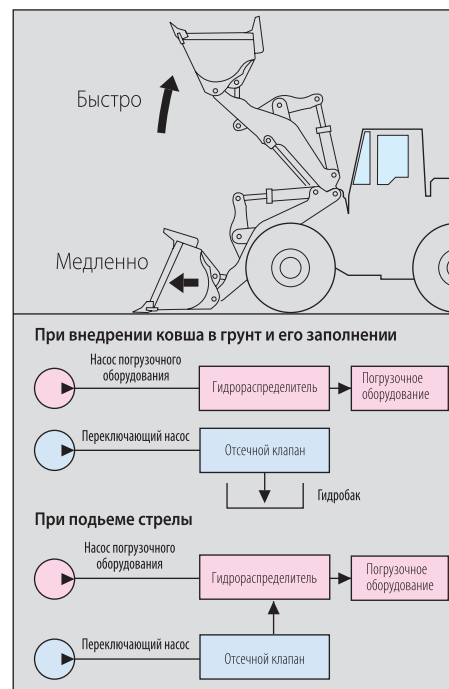 Быстро
Медленно
При внедрении ковша в грунт и его заполнении
Насос погрузочного
оборудования
Гидрораспределитель
Погрузочное
оборудование
Переключающий насос
Отсечной клапан
Гидробак
При подьеме стрелы
Насос погрузочного
оборудования
Гидрораспределитель
Погрузочное
оборудование
Переключающий насос
Отсечной клапан